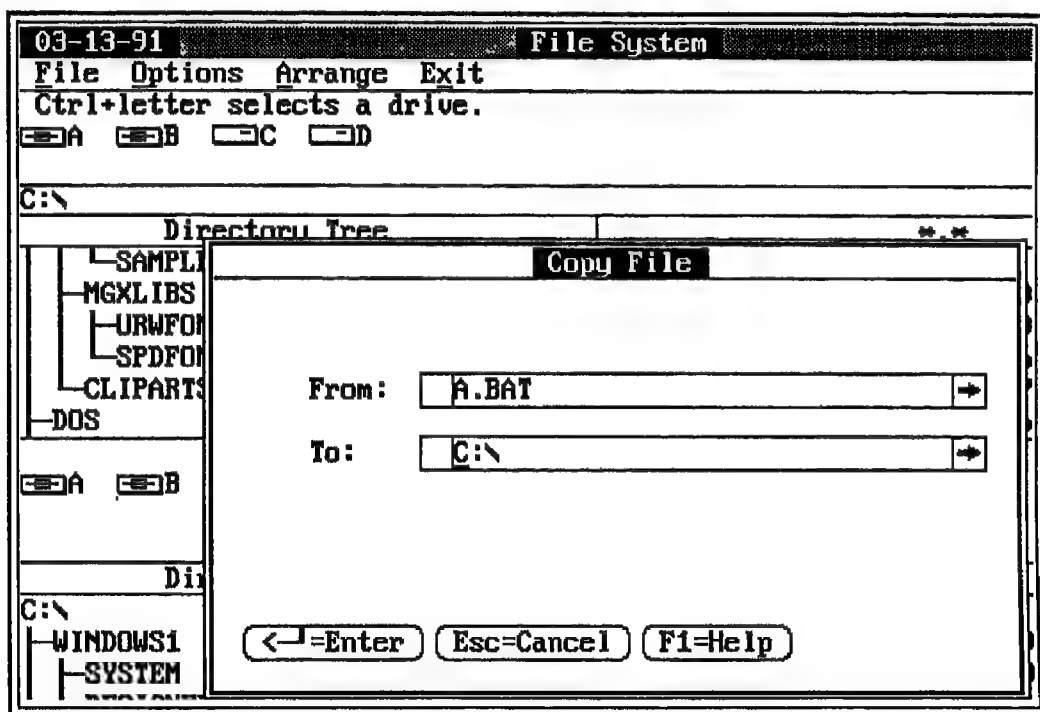 03-13-91 File System
File Options Arrange Exit
Ctrl+letter selects a drive.
A B C D
C:\
Directory Tree *.*
Copy File
MGXLIBS
CLIPARTS
DOS
From: A.BAT
To: C:\
A B
C:\
WINDOWS1
SYSTEM
=Enter Esc=Cancel F1=Help